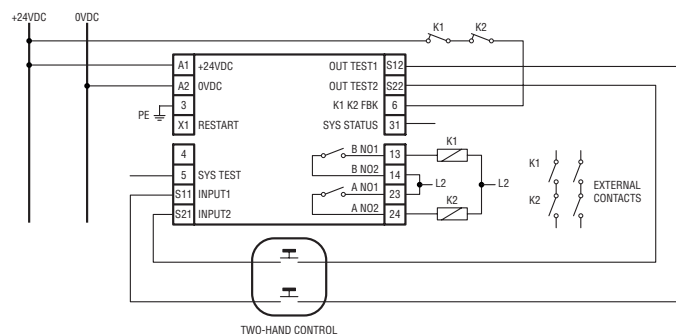 +24VDC 0VDC
K1 K2
A1 +24VDC OUT TEST1 S12
A2 0VDC OUT TEST2 S22
PE 3 K1 K2 FBK 6
X1 RESTART SYS STATUS 31
4 B NO1 13 K1
5 SYS TEST B NO2 14
S11 INPUT1 A NO1 23
S21 INPUT2 A NO2 24 K2
L2 L2
K1
K2
EXTERNAL
CONTACTS
TWO-HAND CONTROL